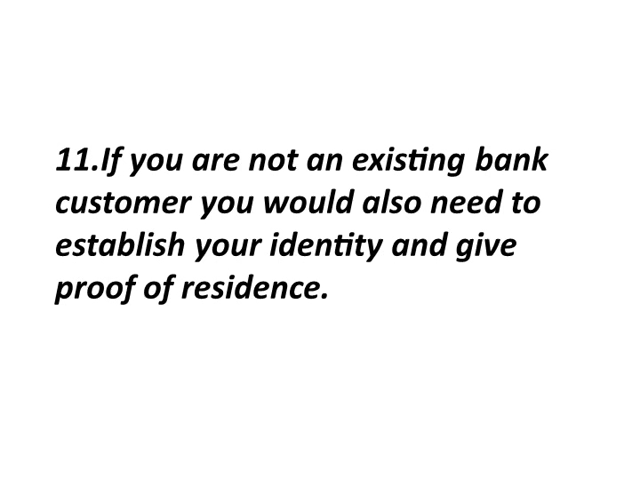 11.If you are not an existing bank
customer you would also need to
establish your identity and give
proof of residence.